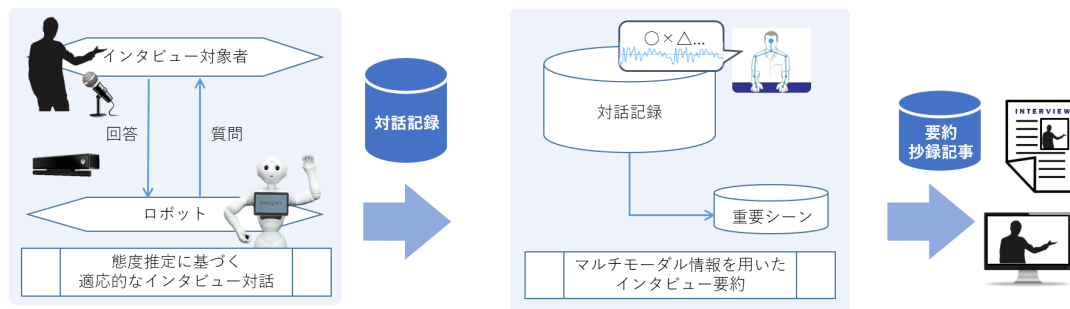 インタビュー対象者
回答
質問
pepper
ロボット
態度推定に基づく
適応的なインタビュー対話
対話記録
○×△...
対話記録
重要シーン
マルチモーダル情報を用いた
インタビュー要約
要約
抄録記事
INTERVIEW